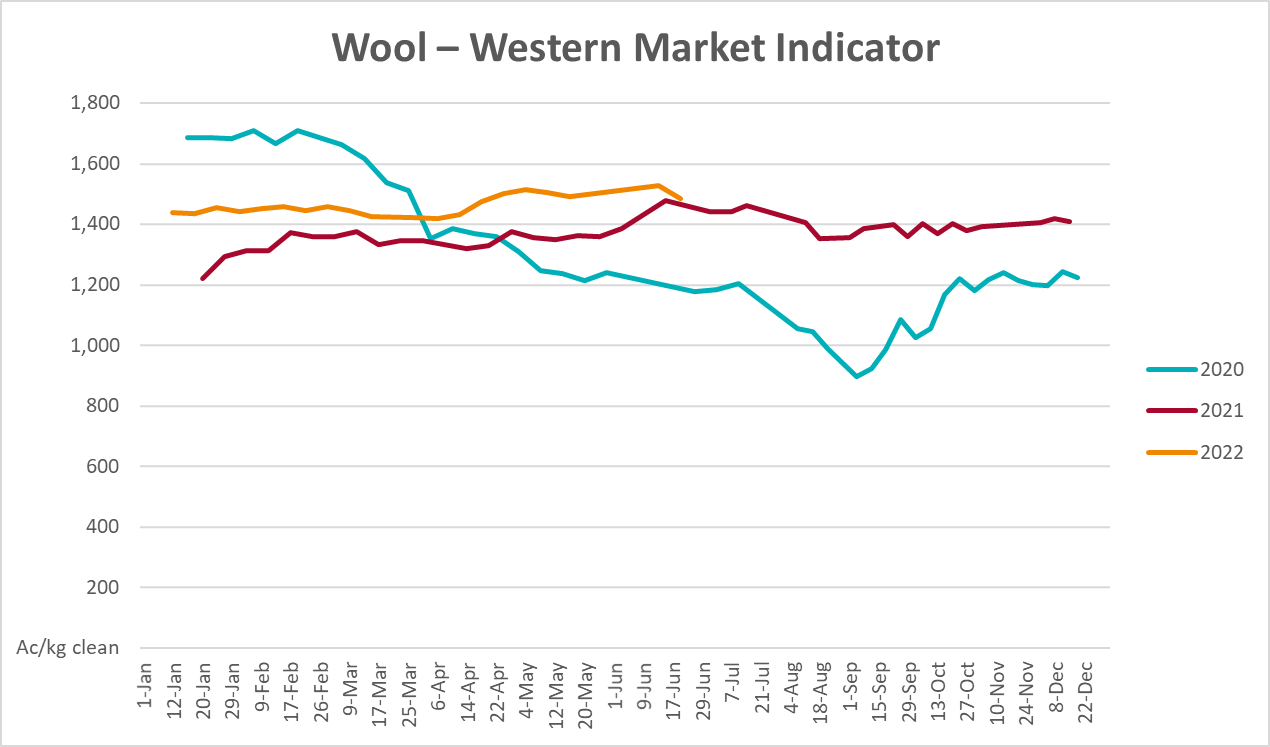 Wool – Western Market Indicator
1,800
1,600
1,400
1,200
1,000
800
600
400
200
Ac/kg clean
1-Jan
12-Jan
20-Jan
29-Jan
9-Feb
17-Feb
26-Feb
9-Mar
17-Mar
25-Mar
6-Apr
14-Apr
22-Apr
4-May
12-May
20-May
1-Jun
9-Jun
17-Jun
29-Jun
7-Jul
21-Jul
4-Aug
18-Aug
1-Sep
15-Sep
29-Sep
13-Oct
27-Oct
10-Nov
24-Nov
8-Dec
22-Dec
2020
2021
2022